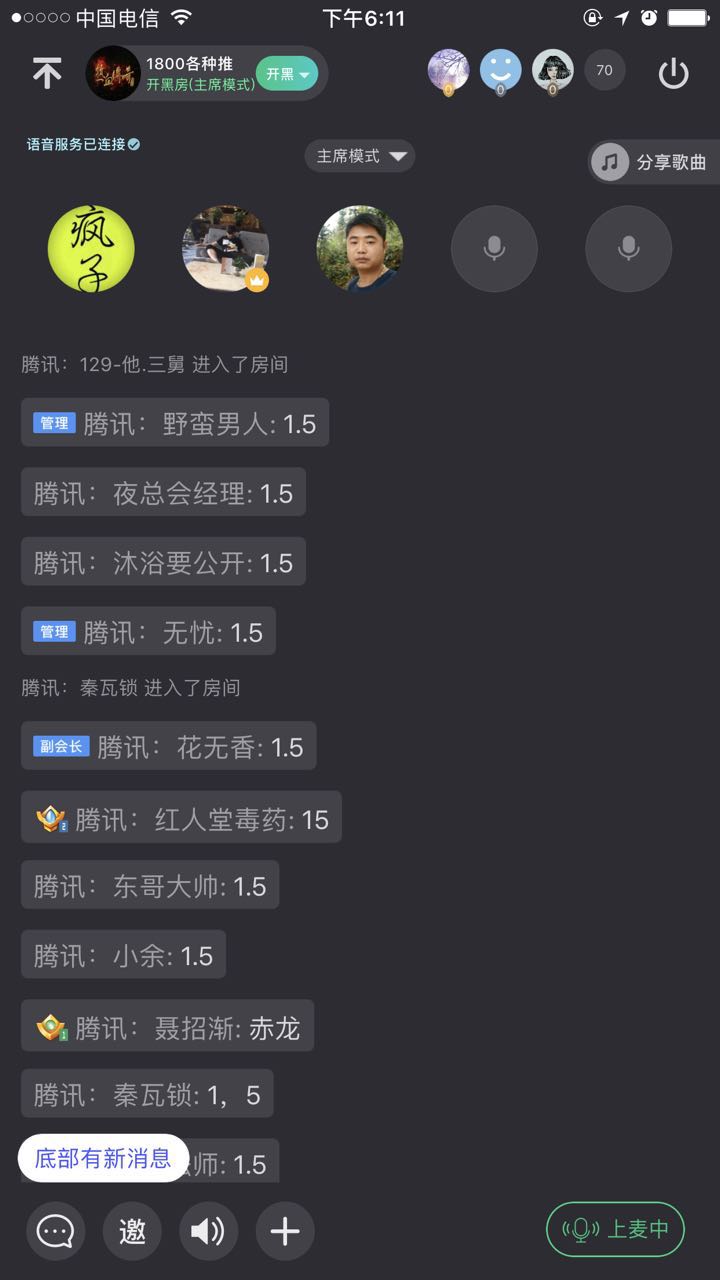 中国电信
下午6:11
1800各种推
开黑房(主席模式)
开黑
0
0
0
70
语音服务已连接
主席模式
分享歌曲
疯子
腾讯：129-他.三舅 进入了房间
管理 腾讯：野蛮男人: 1.5
腾讯：夜总会经理: 1.5
腾讯：沐浴要公开: 1.5
管理 腾讯：无忧: 1.5
腾讯：秦瓦锁 进入了房间
副会长 腾讯：花无香: 1.5
2 腾讯：红人堂毒药: 15
腾讯：东哥大帅: 1.5
腾讯：小余: 1.5
1 腾讯：聂招渐: 赤龙
腾讯：秦瓦锁: 1，5
底部有新消息
师: 1.5
邀
上麦中